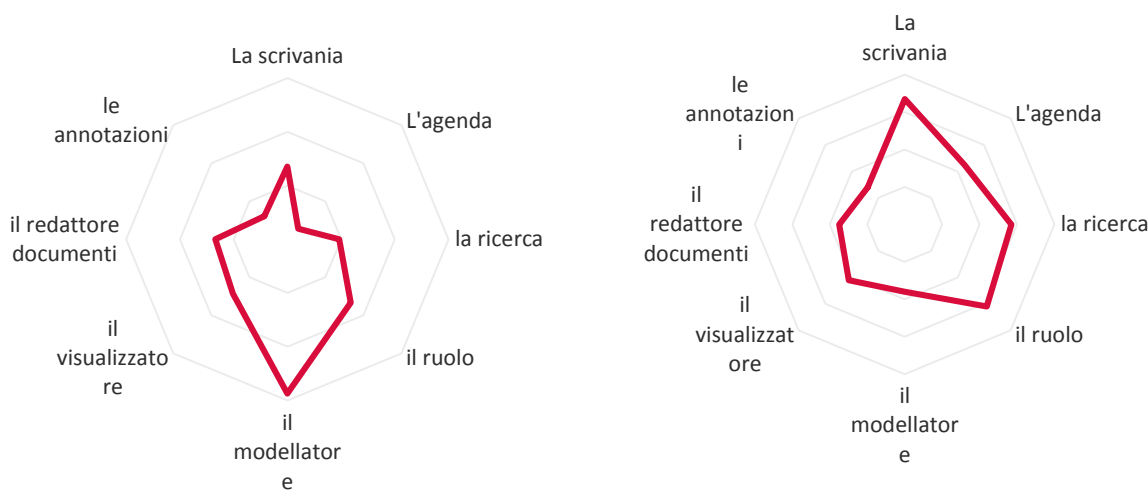 La scrivania
L'agenda
la ricerca
il ruolo
il
modellator
e
il
visualizzato
re
il redattore
documenti
le
annotazioni
La
scrivania
L'agenda
la ricerca
il ruolo
il
modellator
e
il
visualizzat
ore
il
redattore
documenti
le
annotazion
i